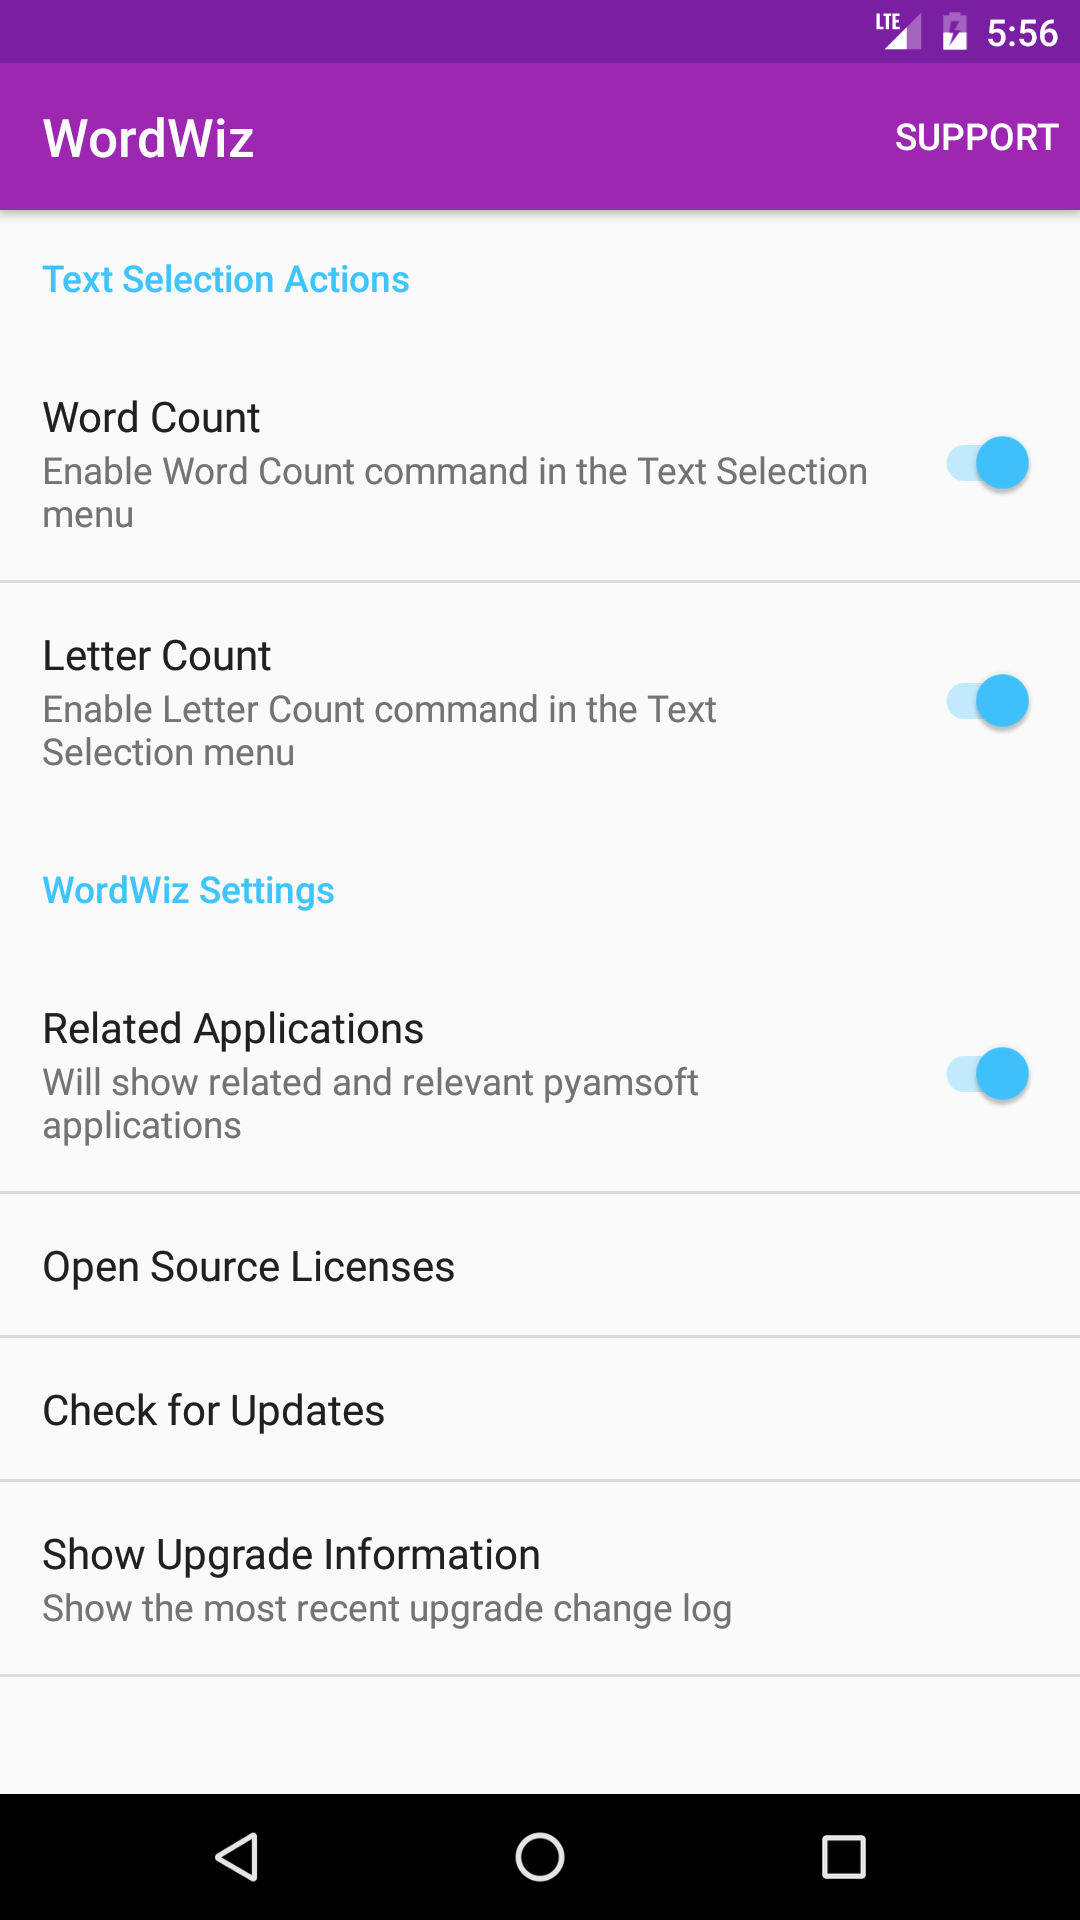 LTE 5:56
WordWiz SUPPORT
Text Selection Actions
Word Count
Enable Word Count command in the Text Selection
menu
Letter Count
Enable Letter Count command in the Text
Selection menu
WordWiz Settings
Related Applications
Will show related and relevant pyamsoft
applications
Open Source Licenses
Check for Updates
Show Upgrade Information
Show the most recent upgrade change log